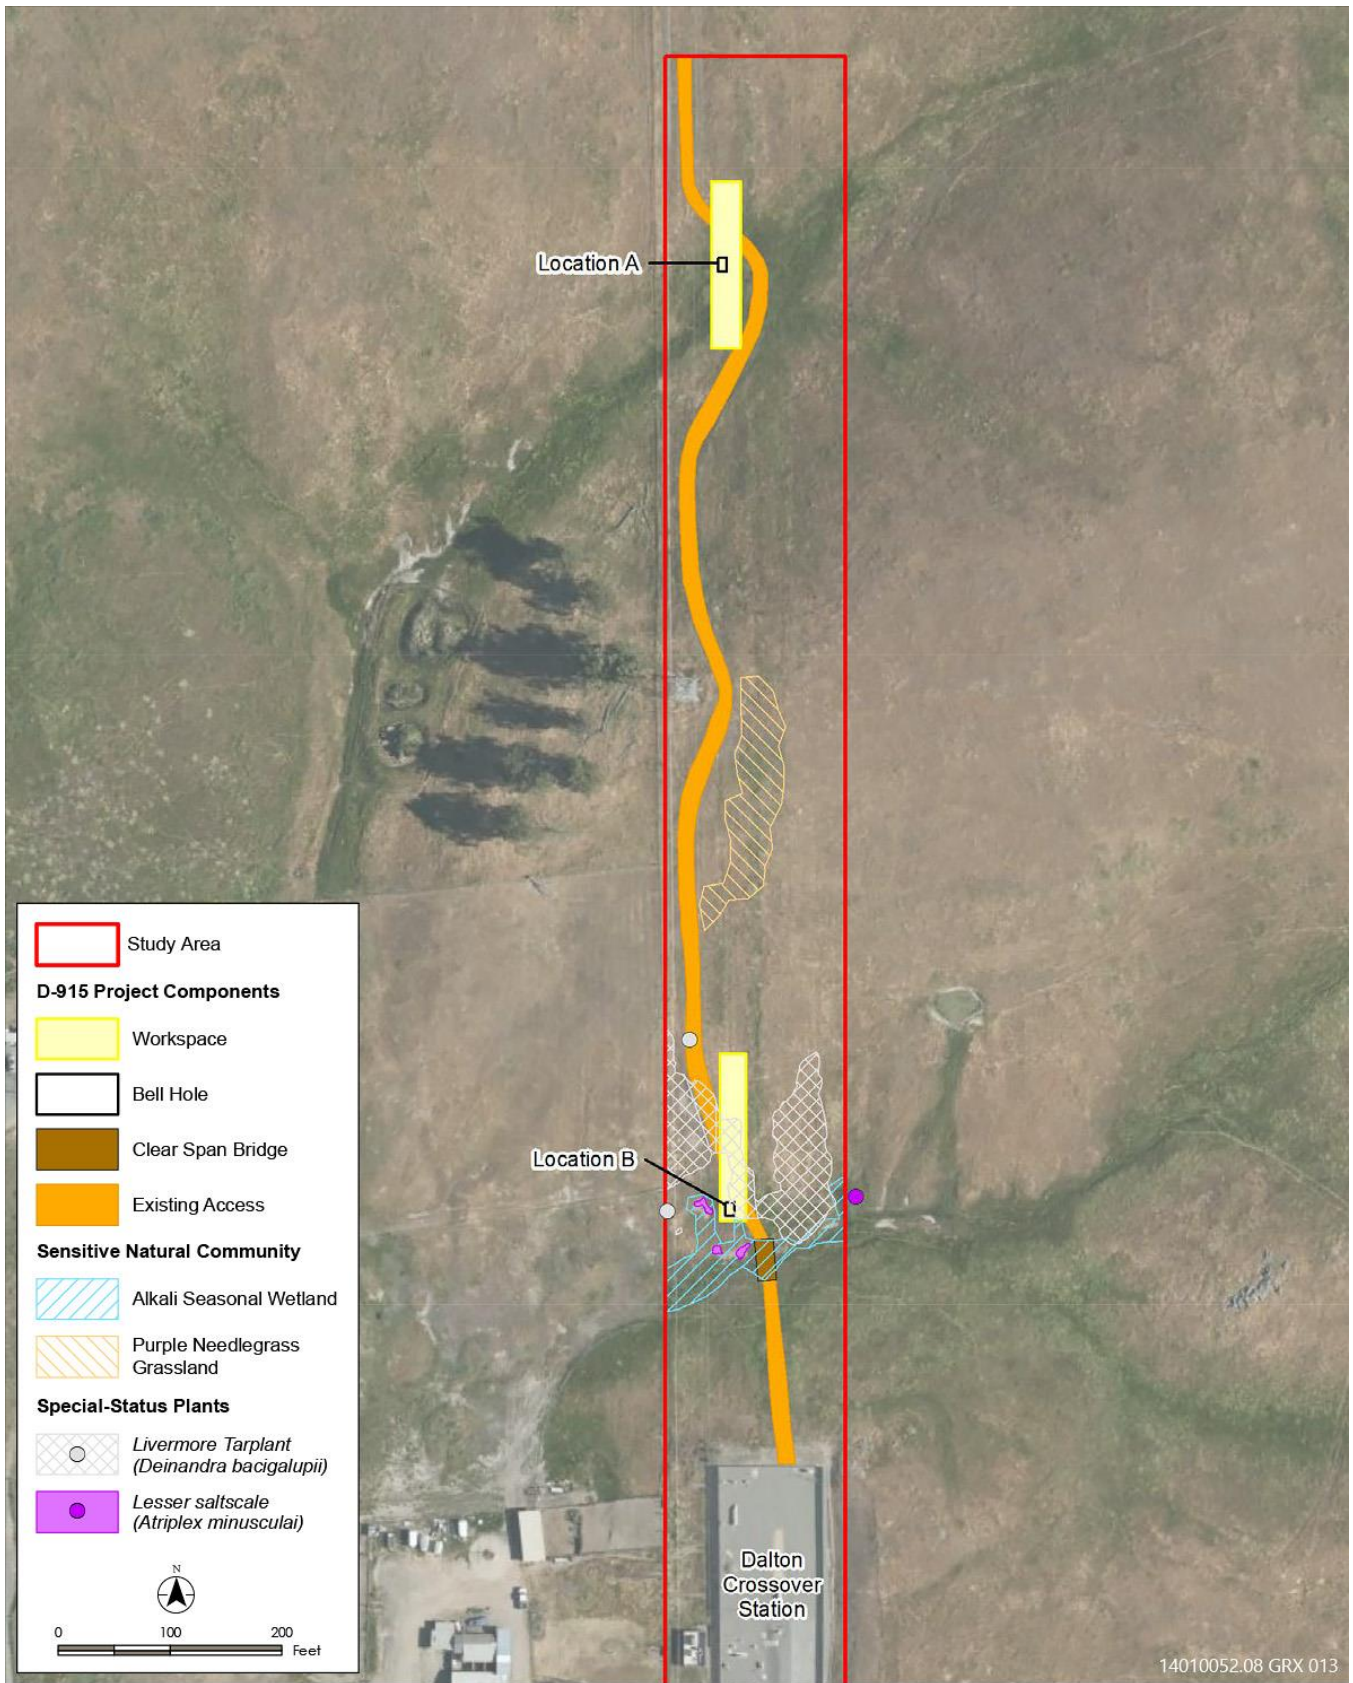 Location A
Location B
Dalton
Crossover
Station
Study Area
D-915 Project Components
Workspace
Bell Hole
Clear Span Bridge
Existing Access
Sensitive Natural Community
Alkali Seasonal Wetland
Purple Needlegrass
Grassland
Special-Status Plants
Livermore Tarplant
(Deinandra bacigalupii)
Lesser saltscale
(Atriplex minusculai)
N
0 100 200
Feet
14010052.08 GRX 013